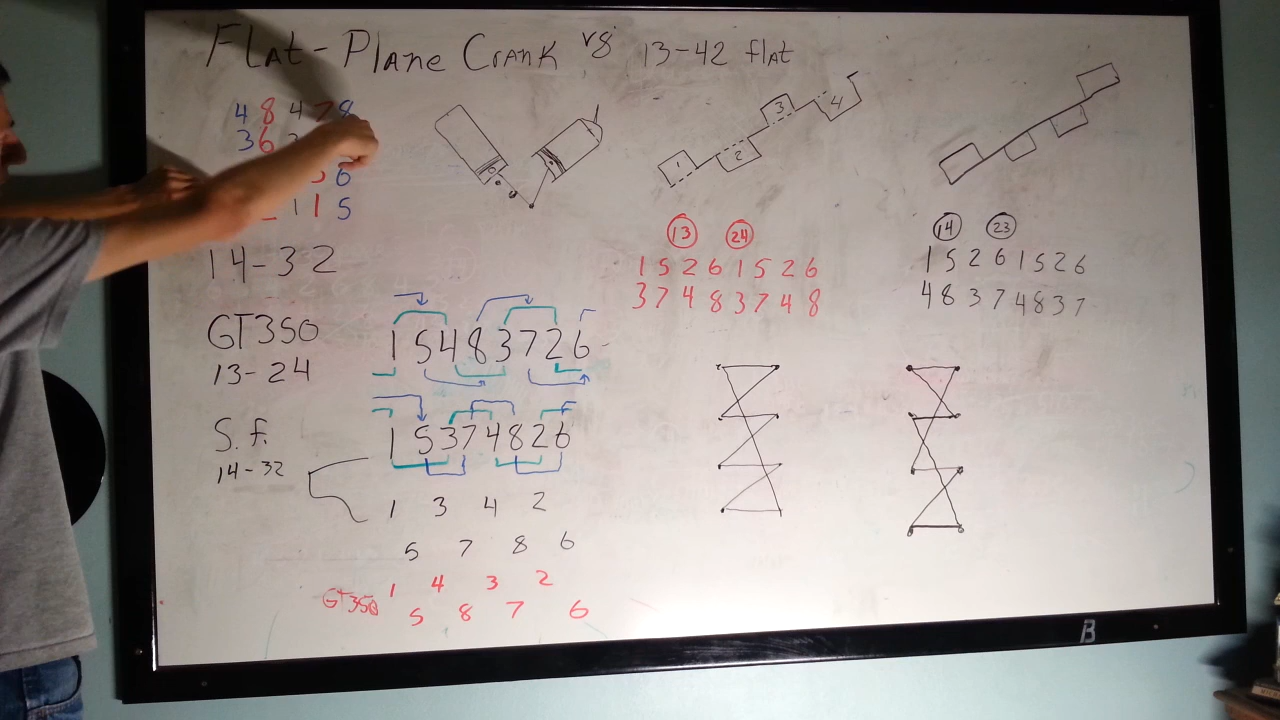 Flat-Plane Crank vs 13-42 flat
4 8 4 7 8
3 6
5 6
1 1 5
14-32
GT350
13-24
1 5 4 8 3 7 2 6
S.f.
14-32
1 5 3 7 4 8 2 6
1 3 4 2
5 7 8 6
GT350 1 4 3 2
5 8 7 6
1 2 3 4
13 24
1 5 2 6 1 5 2 6
3 7 4 8 3 7 4 8
14 23
1 5 2 6 1 5 2 6
4 8 3 7 4 8 3 7
B